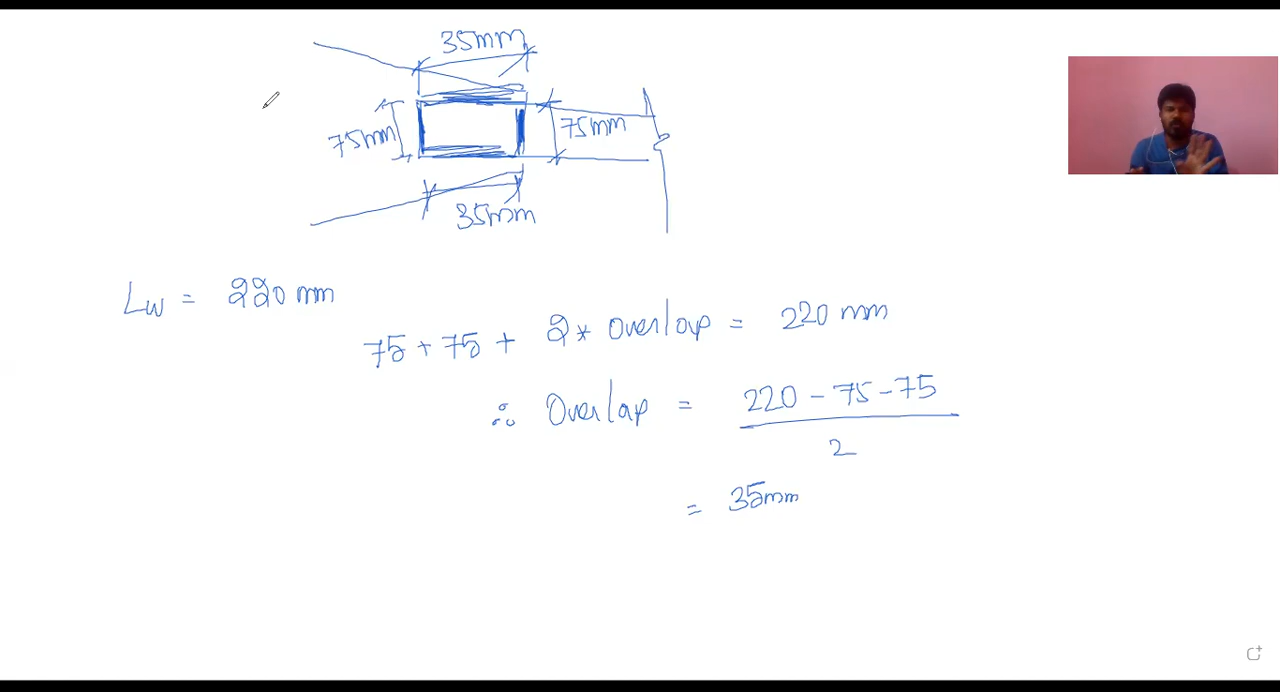 35mm
75mm
75mm
35mm
Lw = 220 mm
75 + 75 + 2 * Overlap = 220 mm
∴ Overlap = 220 - 75 - 75
2
= 35mm